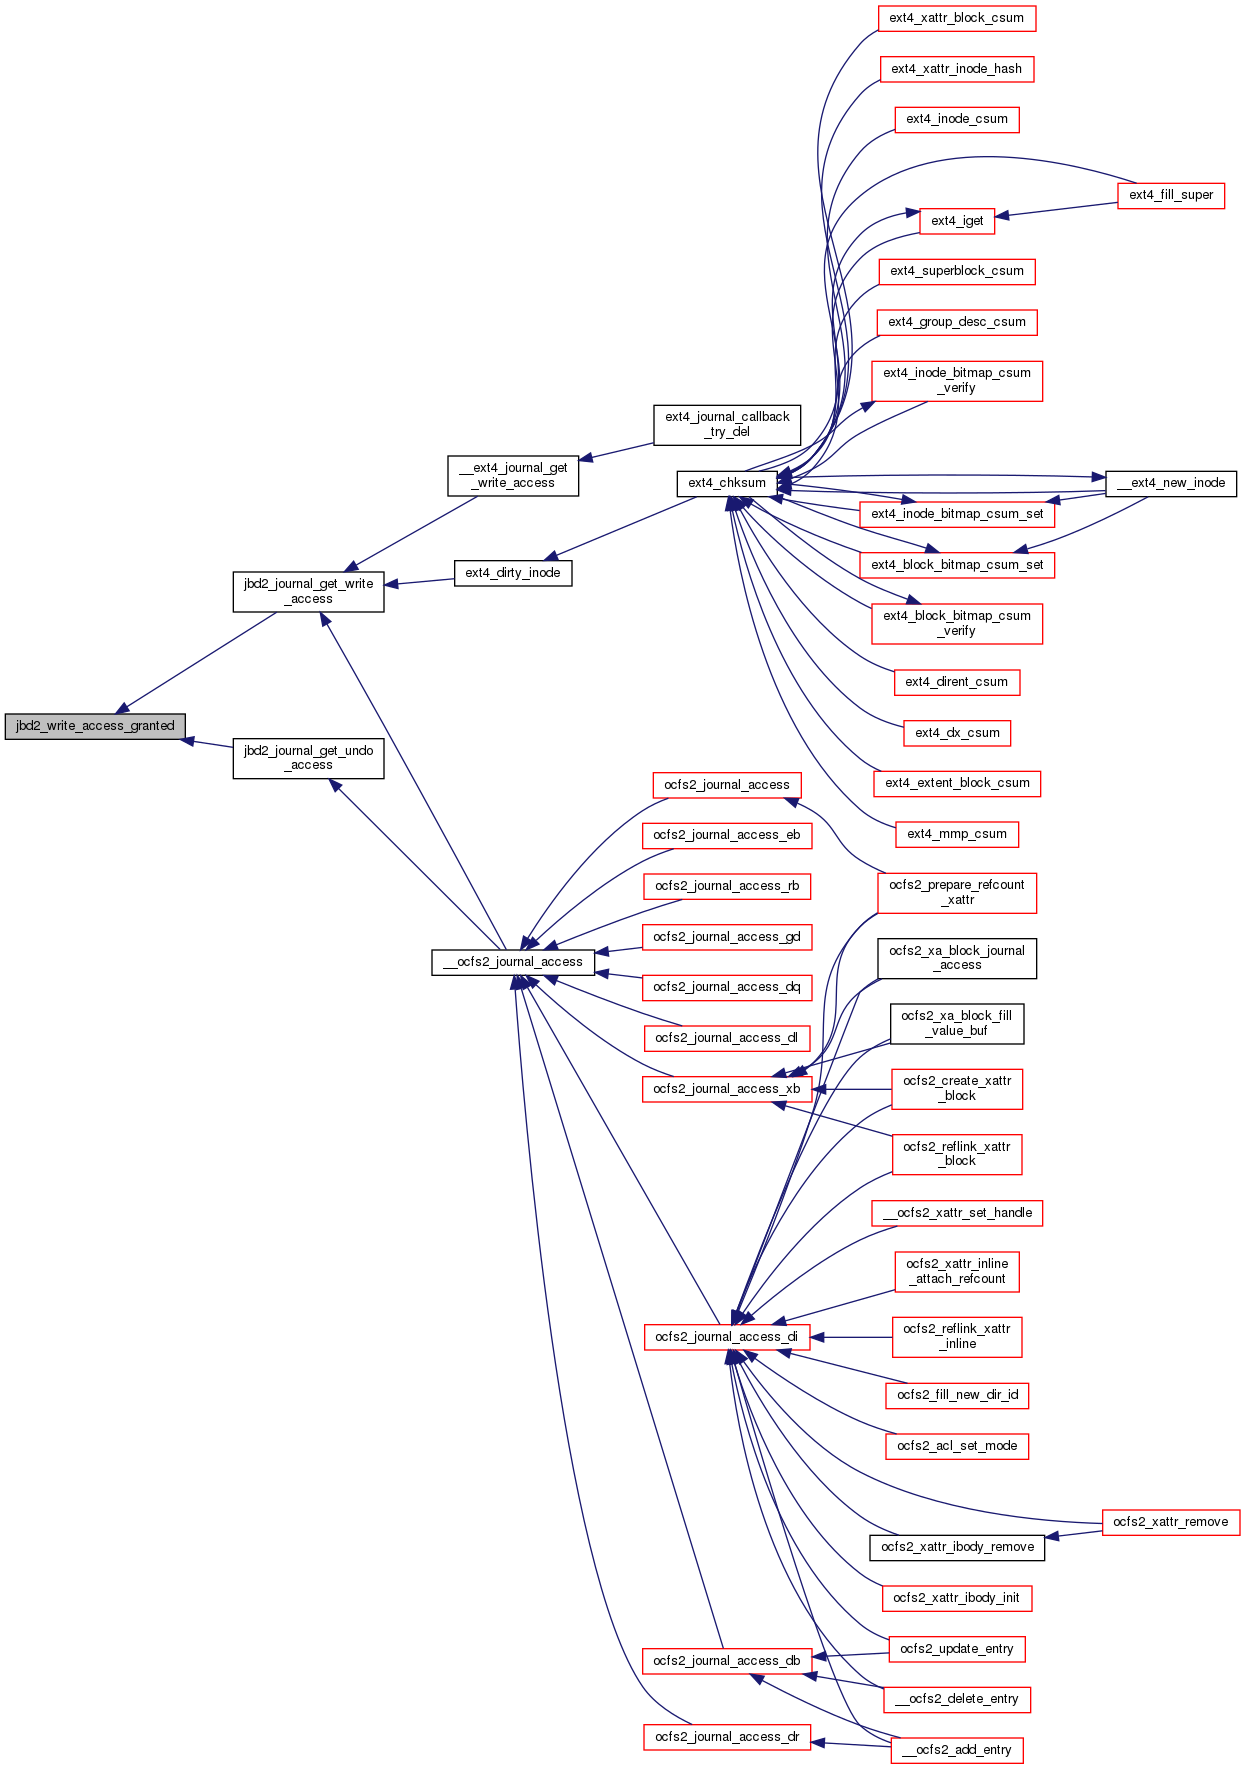 ext4_xattr_block_csum
ext4_xattr_inode_hash
ext4_inode_csum
ext4_fill_super
ext4_iget
ext4_superblock_csum
ext4_group_desc_csum
ext4_inode_bitmap_csum
_verify
ext4_journal_callback
_try_del
__ext4_journal_get
_write_access
ext4_chksum
__ext4_new_inode
ext4_inode_bitmap_csum_set
ext4_block_bitmap_csum_set
ext4_dirty_inode
jbd2_journal_get_write
_access
ext4_block_bitmap_csum
_verify
ext4_dirent_csum
jbd2_write_access_granted
ext4_dx_csum
jbd2_journal_get_undo
_access
ext4_extent_block_csum
ocfs2_journal_access
ocfs2_journal_access_eb
ext4_mmp_csum
ocfs2_journal_access_rb
ocfs2_prepare_refcount
_xattr
ocfs2_journal_access_gd
__ocfs2_journal_access
ocfs2_xa_block_journal
_access
ocfs2_journal_access_dq
ocfs2_xa_block_fill
_value_buf
ocfs2_journal_access_dl
ocfs2_journal_access_xb
ocfs2_create_xattr
_block
ocfs2_reflink_xattr
_block
__ocfs2_xattr_set_handle
ocfs2_xattr_inline
_attach_refcount
ocfs2_journal_access_di
ocfs2_reflink_xattr
_inline
ocfs2_fill_new_dir_id
ocfs2_acl_set_mode
ocfs2_xattr_remove
ocfs2_xattr_ibody_remove
ocfs2_xattr_ibody_init
ocfs2_update_entry
ocfs2_journal_access_db
__ocfs2_delete_entry
ocfs2_journal_access_dr
__ocfs2_add_entry